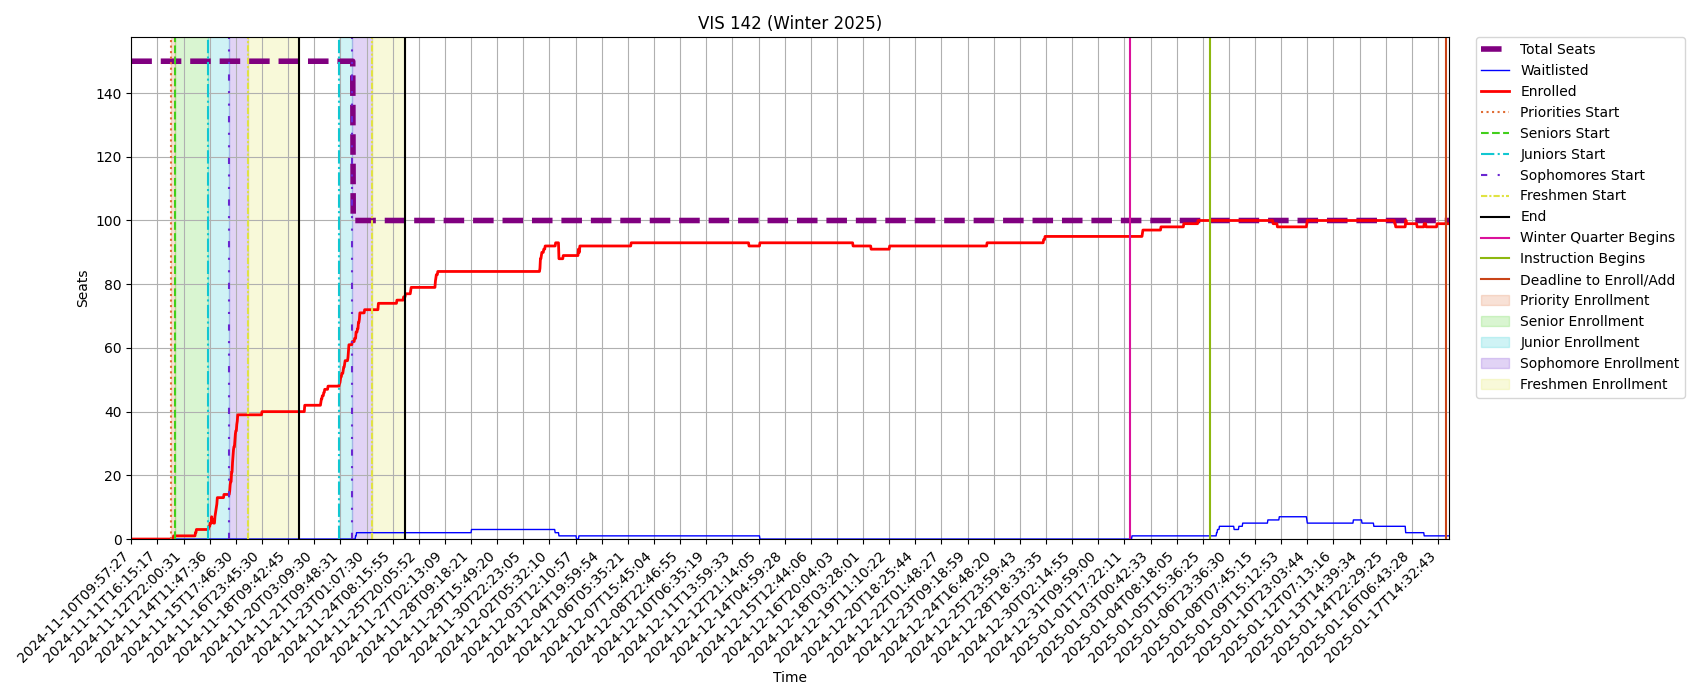 VIS 142 (Winter 2025)
Seats
140
120
100
80
60
40
20
0
2024-11-10T09:57:27
2024-11-11T16:15:17
2024-11-12T22:00:31
2024-11-14T11:47:36
2024-11-15T17:46:30
2024-11-16T23:45:30
2024-11-18T09:42:45
2024-11-20T03:09:30
2024-11-21T09:48:31
2024-11-23T01:07:30
2024-11-24T08:15:55
2024-11-25T20:05:52
2024-11-27T02:13:09
2024-11-28T09:18:21
2024-11-29T15:49:20
2024-11-30T22:23:05
2024-12-02T05:32:10
2024-12-03T12:10:57
2024-12-04T19:59:54
2024-12-06T05:35:21
2024-12-07T15:45:04
2024-12-08T22:46:55
2024-12-10T06:35:19
2024-12-11T13:59:33
2024-12-12T21:14:05
2024-12-14T04:59:28
2024-12-15T12:44:06
2024-12-16T20:04:03
2024-12-18T03:28:01
2024-12-19T11:10:22
2024-12-20T18:25:44
2024-12-22T01:48:27
2024-12-23T09:18:59
2024-12-24T16:48:20
2024-12-25T23:59:43
2024-12-28T18:33:35
2024-12-30T02:14:55
2024-12-31T09:59:00
2025-01-01T17:22:11
2025-01-03T00:42:33
2025-01-04T08:18:05
2025-01-05T15:36:25
2025-01-06T23:36:30
2025-01-08T07:45:15
2025-01-09T15:12:53
2025-01-10T23:03:44
2025-01-12T07:13:16
2025-01-13T14:39:34
2025-01-14T22:29:25
2025-01-16T06:43:28
2025-01-17T14:32:43
Time
Total Seats
Waitlisted
Enrolled
Priorities Start
Seniors Start
Juniors Start
Sophomores Start
Freshmen Start
End
Winter Quarter Begins
Instruction Begins
Deadline to Enroll/Add
Priority Enrollment
Senior Enrollment
Junior Enrollment
Sophomore Enrollment
Freshmen Enrollment